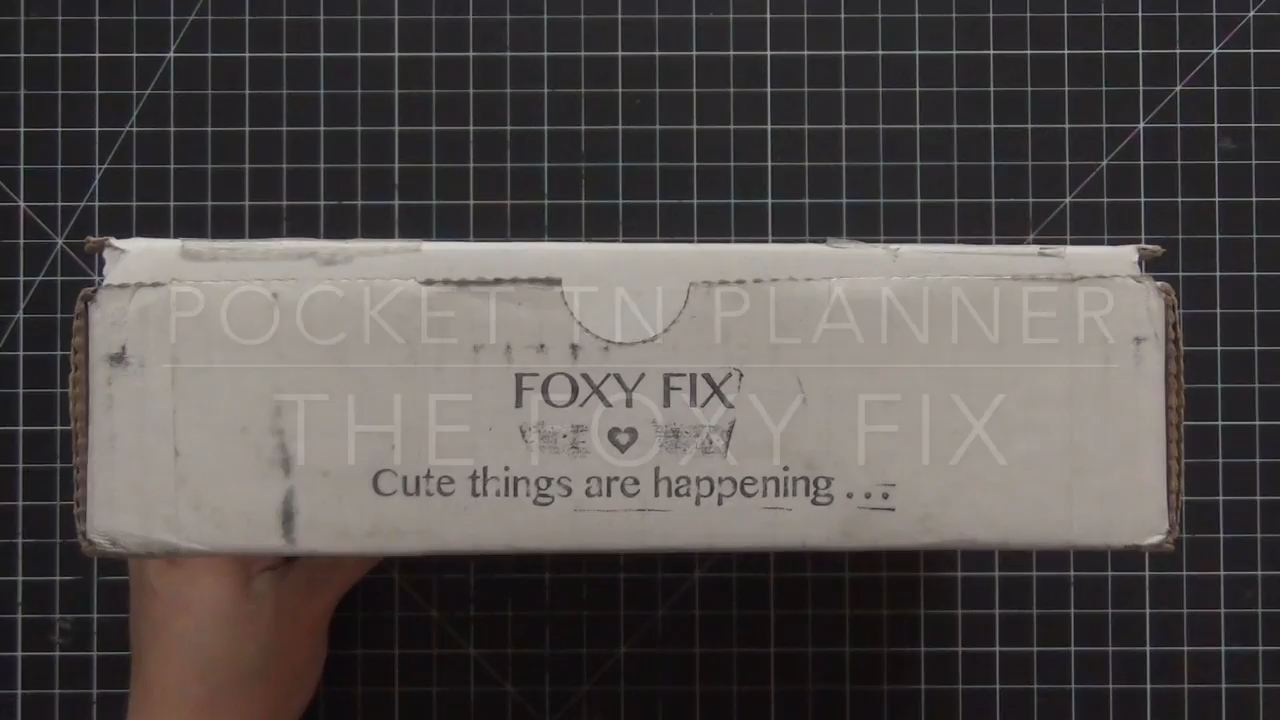 POCKET TN PLANNER
THE FOXY FIX
FOXY FIX
Cute things are happening ...